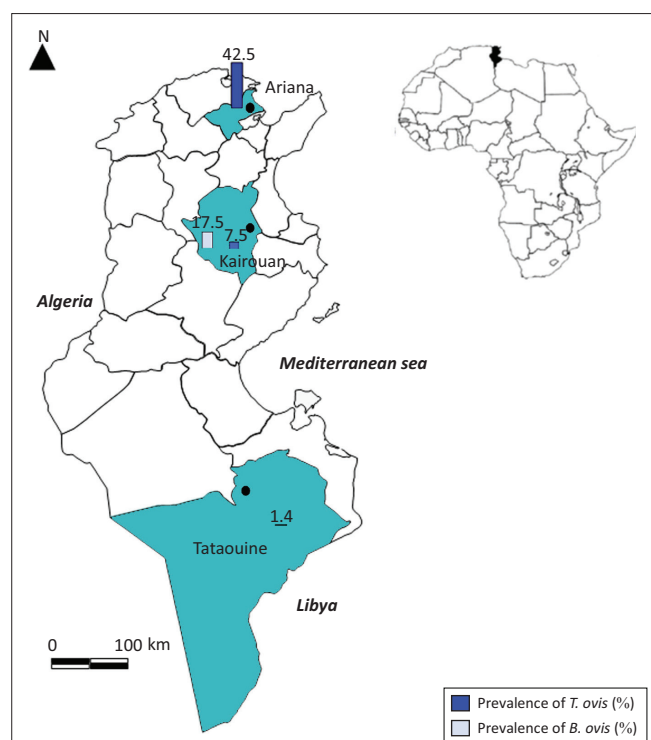 N
42.5
Ariana
17.5
7.5
Kairouan
Algeria
Mediterranean sea
1.4
Tataouine
Libya
0 100 km
Prevalence of T. ovis (%)
Prevalence of B. ovis (%)